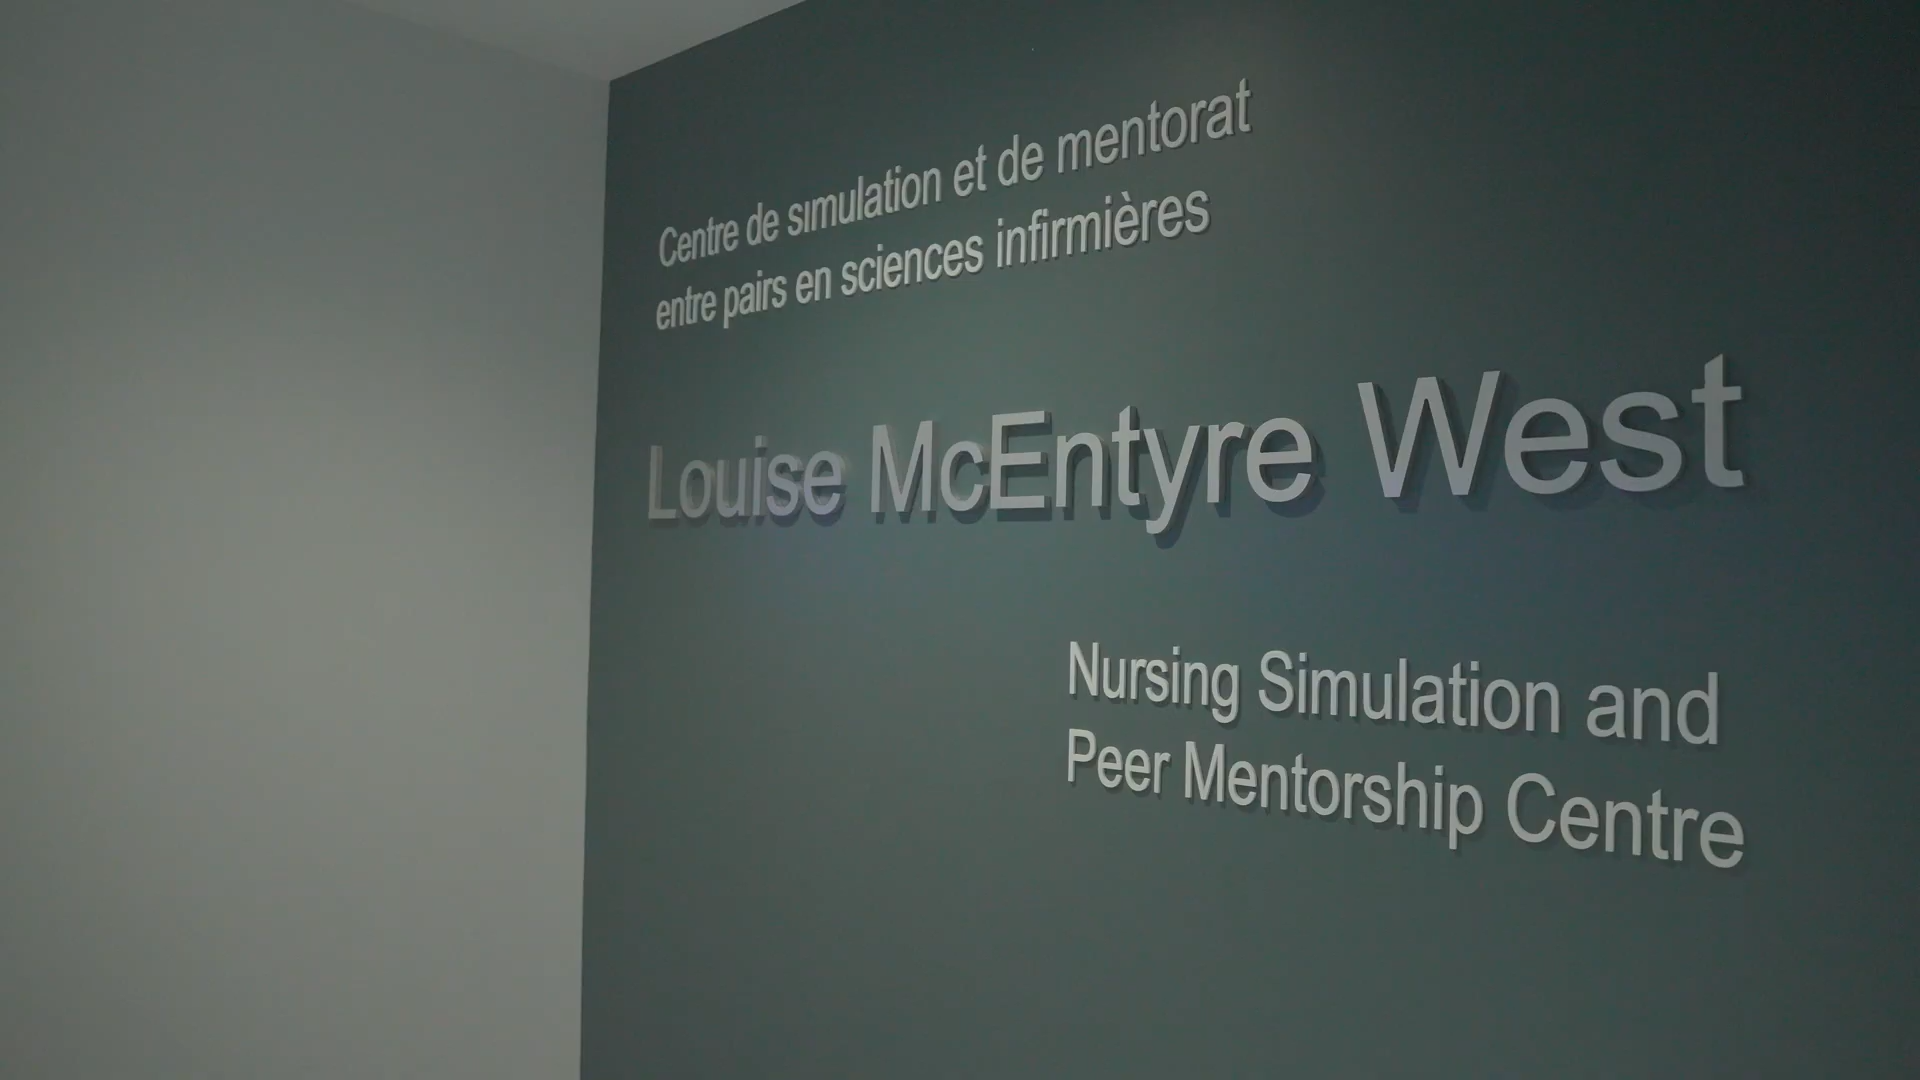 Centre de simulation et de mentorat
entre pairs en sciences infirmières
Louise McEntyre West
Nursing Simulation and
Peer Mentorship Centre